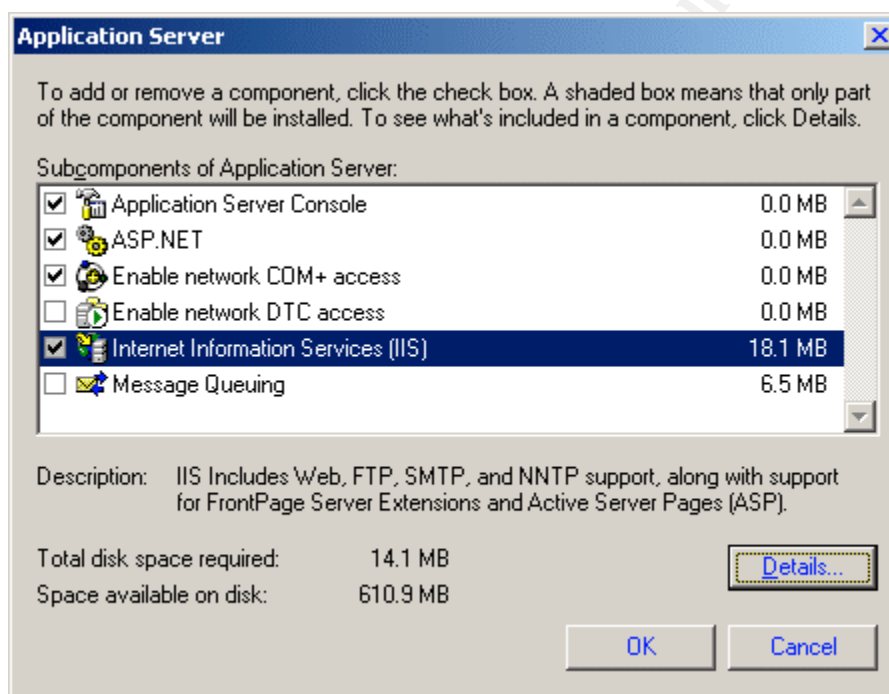 Application Server
To add or remove a component, click the check box. A shaded box means that only part
of the component will be installed. To see what's included in a component, click Details.
Subcomponents of Application Server:
Application Server Console 0.0 MB
ASP.NET 0.0 MB
Enable network COM+ access 0.0 MB
Enable network DTC access 0.0 MB
Internet Information Services (IIS) 18.1 MB
Message Queuing 6.5 MB
Description: IIS Includes Web, FTP, SMTP, and NNTP support, along with support
for FrontPage Server Extensions and Active Server Pages (ASP).
Total disk space required: 14.1 MB
Space available on disk: 610.9 MB
Details...
OK Cancel